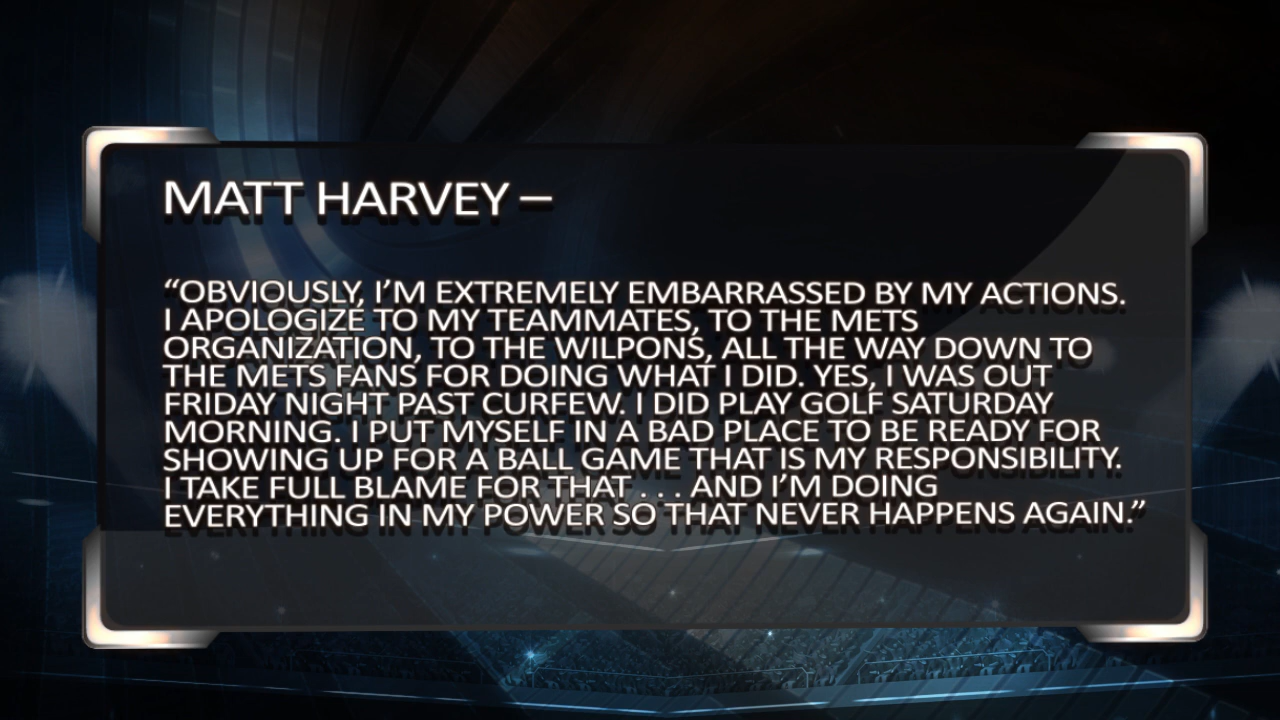 MATT HARVEY –
“OBVIOUSLY, I’M EXTREMELY EMBARRASSED BY MY ACTIONS.
I APOLOGIZE TO MY TEAMMATES, TO THE METS
ORGANIZATION, TO THE WILPONS, ALL THE WAY DOWN TO
THE METS FANS FOR DOING WHAT I DID. YES, I WAS OUT
FRIDAY NIGHT PAST CURFEW. I DID PLAY GOLF SATURDAY
MORNING. I PUT MYSELF IN A BAD PLACE TO BE READY FOR
SHOWING UP FOR A BALL GAME THAT IS MY RESPONSIBILITY.
I TAKE FULL BLAME FOR THAT . . . AND I’M DOING
EVERYTHING IN MY POWER SO THAT NEVER HAPPENS AGAIN.”